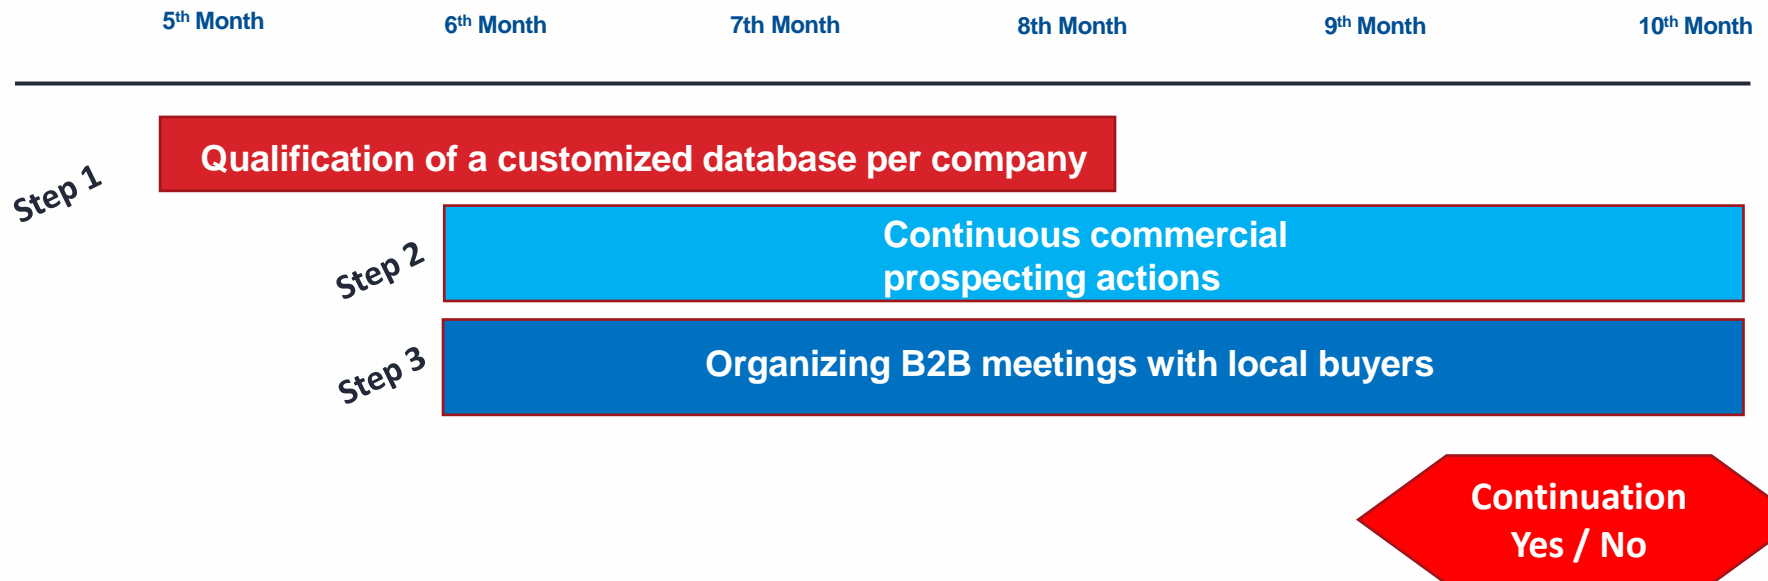 5th Month
6th Month
7th Month
8th Month
9th Month
10th Month
Step 1
Qualification of a customized database per company
Step 2
Continuous commercial
prospecting actions
Step 3
Organizing B2B meetings with local buyers
Continuation
Yes / No